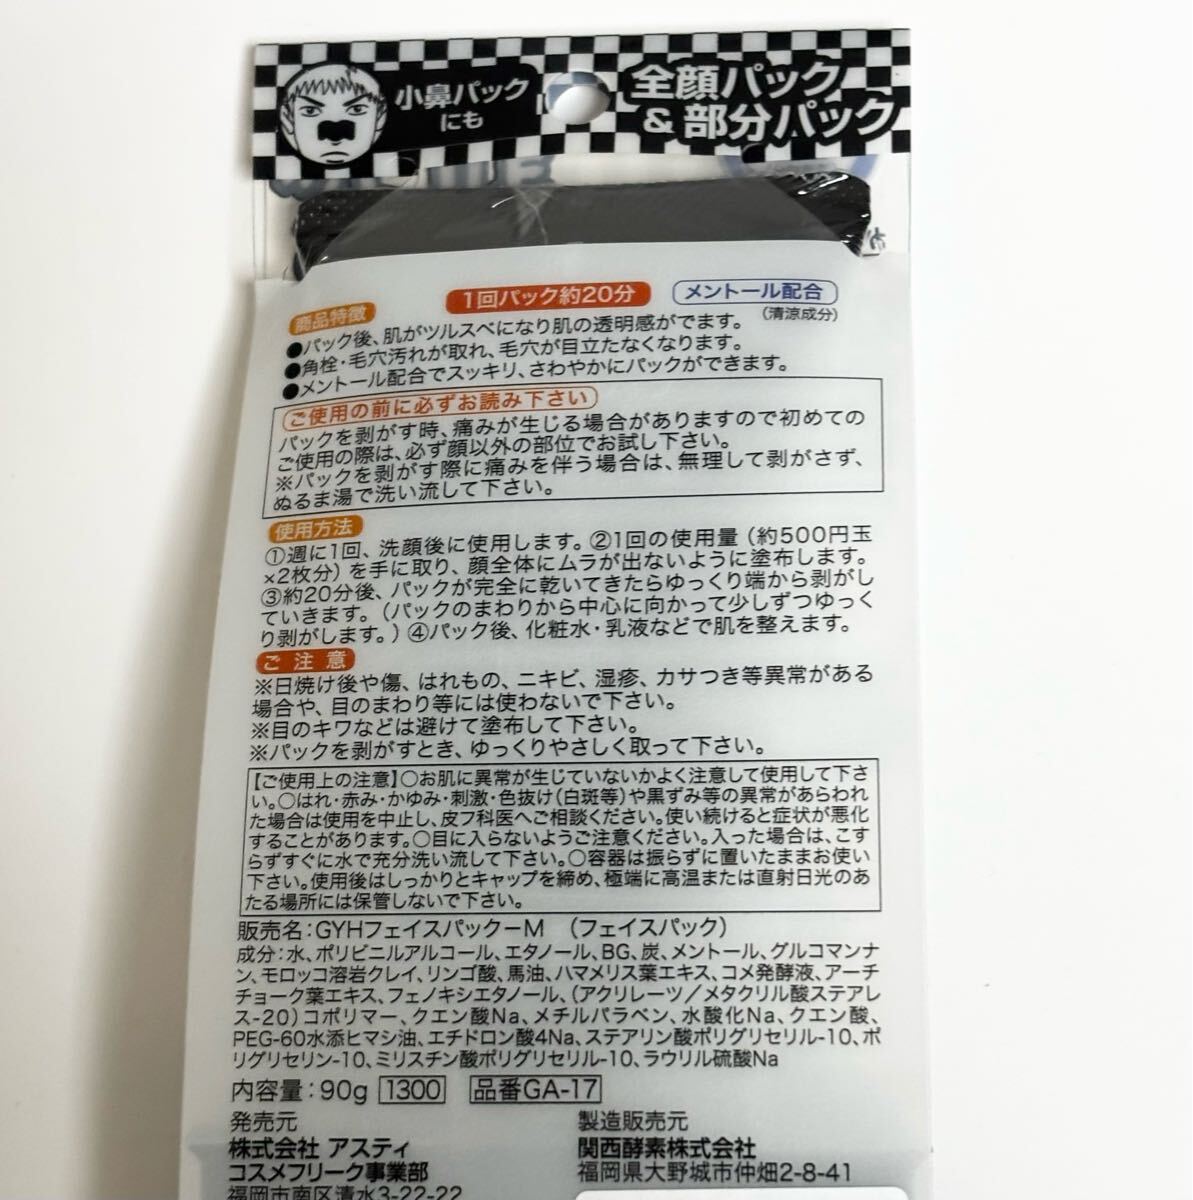 小鼻パック
にも
全顔パック
&部分パック
1回パック約20分
メントール配合
(清涼成分)
商品特徴
●パック後、肌がツルスベになり肌の透明感がでます。
●角栓・毛穴汚れが取れ、毛穴が目立たなくなります。
●メントール配合でスッキリ、さわやかにパックができます。
ご使用の前に必ずお読み下さい
パックを剥がす時、痛みが生じる場合がありますので初めての
ご使用の際は、必ず顔以外の部位でお試し下さい。
※パックを剥がす際に痛みを伴う場合は、無理して剥がさず、
ぬるま湯で洗い流して下さい。
使用方法
①週に1回、洗顔後に使用します。②1回の使用量(約500円玉
×2枚分)を手に取り、顔全体にムラが出ないように塗布します。
③約20分後、パックが完全に乾いてきたらゆっくり端から剥がし
ていきます。(パックのまわりから中心に向かって少しずつゆっく
り剥がします。)④パック後、化粧水・乳液などで肌を整えます。
ご注意
※日焼け後や傷、はれもの、ニキビ、湿疹、カサつき等異常がある
場合や、目のまわり等には使わないで下さい。
※目のキワなどは避けて塗布して下さい。
※パックを剥がすとき、ゆっくりやさしく取って下さい。
【ご使用上の注意】○お肌に異常が生じていないかよく注意して使用して下さ
い。○はれ・赤み・かゆみ・刺激・色抜け(白斑等)や黒ずみ等の異常があらわれ
た場合は使用を中止し、皮フ科医へご相談ください。使い続けると症状が悪化
することがあります。○目に入らないようご注意ください。入った場合は、こす
らずすぐに水で充分洗い流して下さい。○容器は振らずに置いたままお使い
下さい。使用後はしっかりとキャップを締め、極端に高温または直射日光のあ
たる場所には保管しないで下さい。
販売名:GYHフェイスパックーM (フェイスパック)
成分:水、ポリビニルアルコール、エタノール、BG、炭、メントール、グルコマンナ
ン、モロッコ溶岩クレイ、リンゴ酸、馬油、ハマメリス葉エキス、コメ発酵液、アーチ
チョーク葉エキス、フェノキシエタノール、(アクリレーツ/メタクリル酸ステアレ
ス-20)コポリマー、クエン酸Na、メチルパラベン、水酸化Na、クエン酸、
PEG-60水添ヒマシ油、エチドロン酸4Na、ステアリン酸ポリグリセリル-10、ポ
リグリセリン-10、ミリスチン酸ポリグリセリル-10、ラウリル硫酸Na
内容量:90g 1300 品番GA-17
発売元
株式会社 アスティ
コスメフリーク事業部
福岡市南区清水3-22-22
製造販売元
関西酵素株式会社
福岡県大野城市仲畑2-8-41